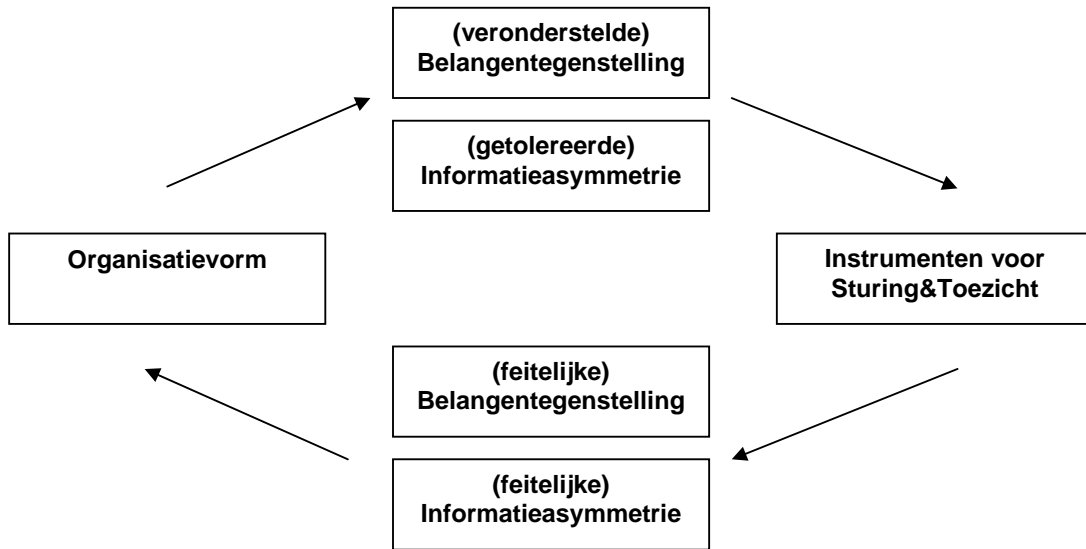 (veronderstelde)
Belangentegenstelling
(getolereerde)
Informatieasymmetrie
Organisatievorm
Instrumenten voor
Sturing&Toezicht
(feitelijke)
Belangentegenstelling
(feitelijke)
Informatieasymmetrie